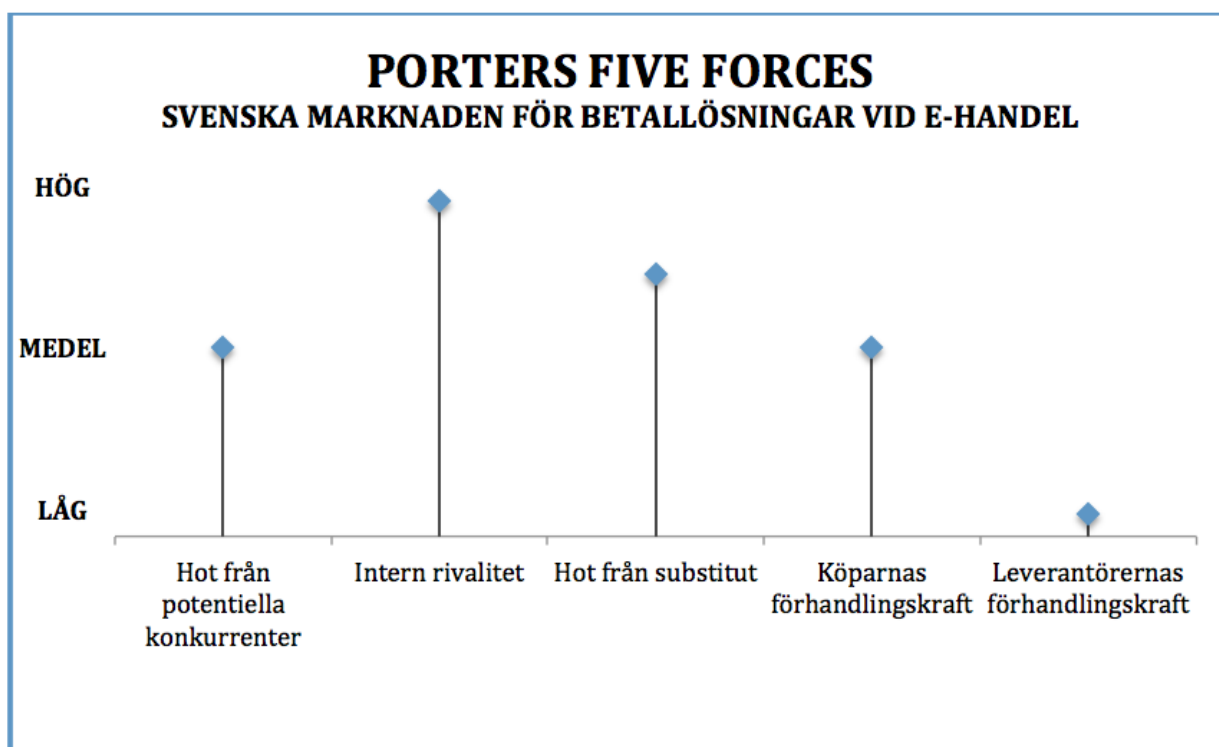 PORTERS FIVE FORCES
SVENSKA MARKNADEN FÖR BETALLÖSNINGAR VID E-HANDEL
HÖG
MEDEL
LÅG
Hot från
potentiella
konkurrenter
Intern rivalitet
Hot från substitut
Köparnas
förhandlingskraft
Leverantörernas
förhandlingskraft